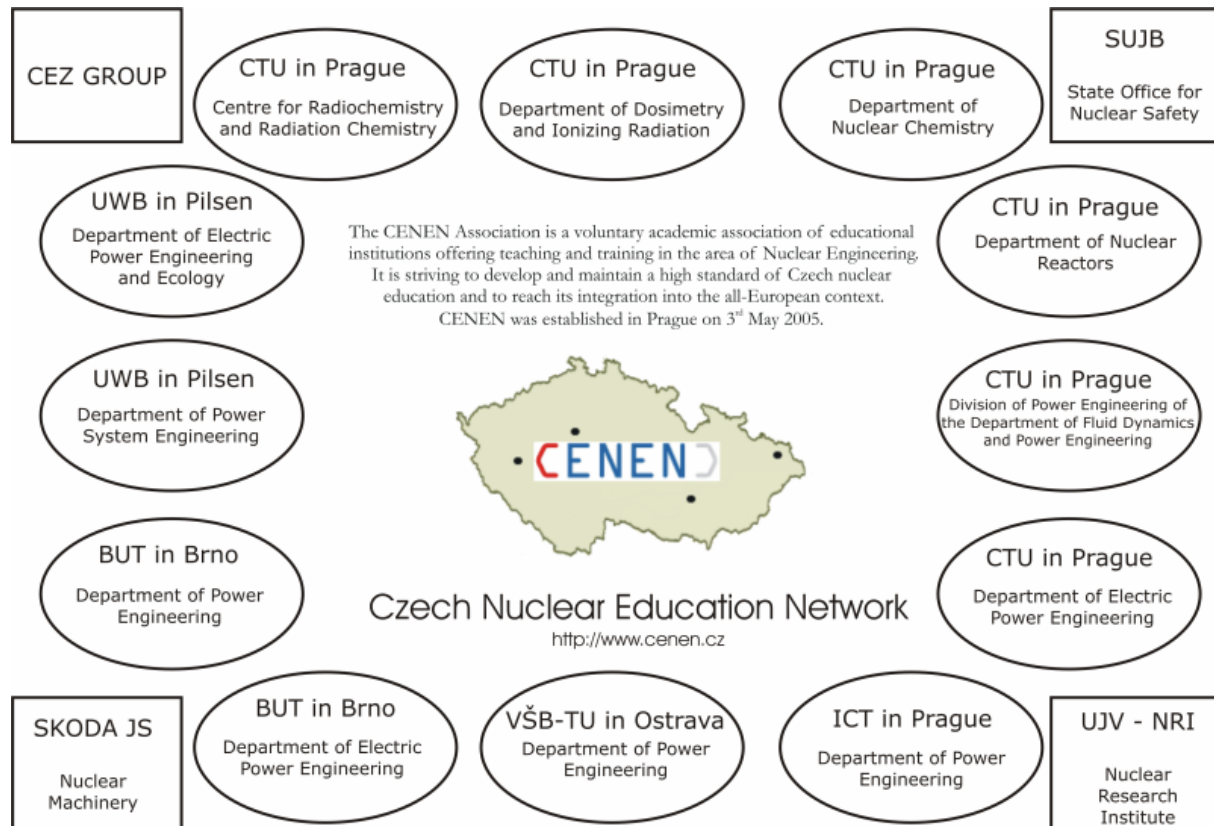 CEZ GROUP
CTU in Prague
Centre for Radiochemistry
and Radiation Chemistry
CTU in Prague
Department of Dosimetry
and Ionizing Radiation
CTU in Prague
Department of
Nuclear Chemistry
SUJB
State Office for
Nuclear Safety
UWB in Pilsen
Department of Electric
Power Engineering
and Ecology
The CENEN Association is a voluntary academic association of educational
institutions offering teaching and training in the area of Nuclear Engineering.
It is striving to develop and maintain a high standard of Czech nuclear
education and to reach its integration into the all-European context.
CENEN was established in Prague on 3rd May 2005.
CTU in Prague
Department of Nuclear
Reactors
UWB in Pilsen
Department of Power
System Engineering
CENEN
CTU in Prague
Division of Power Engineering of
the Department of Fluid Dynamics
and Power Engineering
BUT in Brno
Department of Power
Engineering
Czech Nuclear Education Network
http://www.cenen.cz
CTU in Prague
Department of Electric
Power Engineering
SKODA JS
Nuclear
Machinery
BUT in Brno
Department of Electric
Power Engineering
VŠB-TU in Ostrava
Department of Power
Engineering
ICT in Prague
Department of Power
Engineering
UJV - NRI
Nuclear
Research
Institute